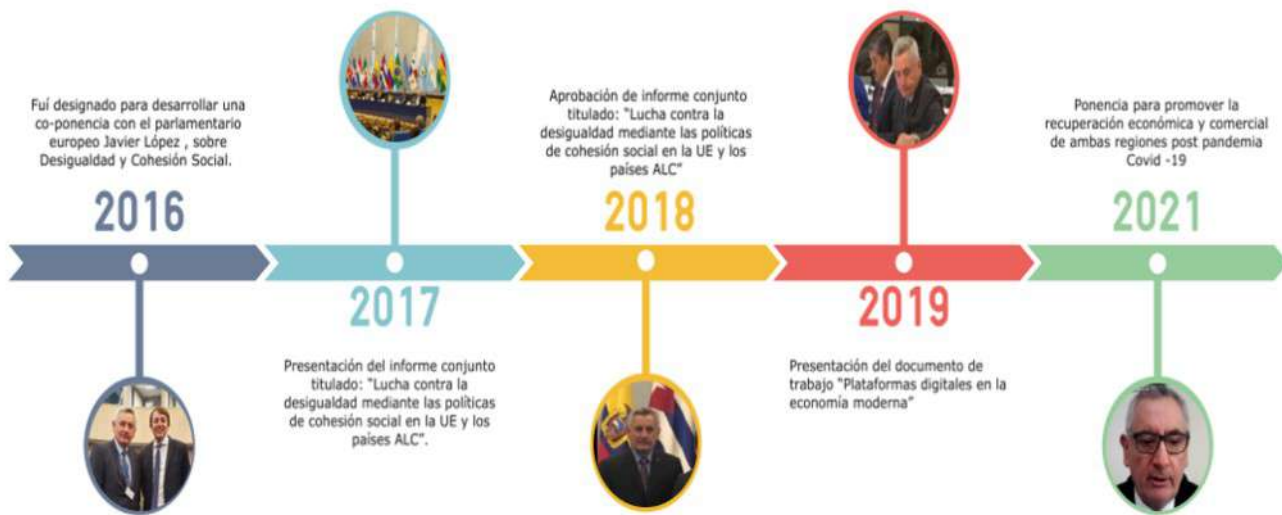 Fuí designado para desarrollar una
co-ponencia con el parlamentario
europeo Javier López , sobre
Desigualdad y Cohesión Social.
2016
2017
Presentación del informe conjunto
titulado: "Lucha contra la
desigualdad mediante las políticas
de cohesión social en la UE y los
países ALC".
Aprobación de informe conjunto
titulado: "Lucha contra la
desigualdad mediante las políticas
de cohesión social en la UE y los
países ALC"
2018
2019
Presentación del documento de
trabajo "Plataformas digitales en la
economía moderna"
Ponencia para promover la
recuperación económica y comercial
de ambas regiones post pandemia
Covid -19
2021